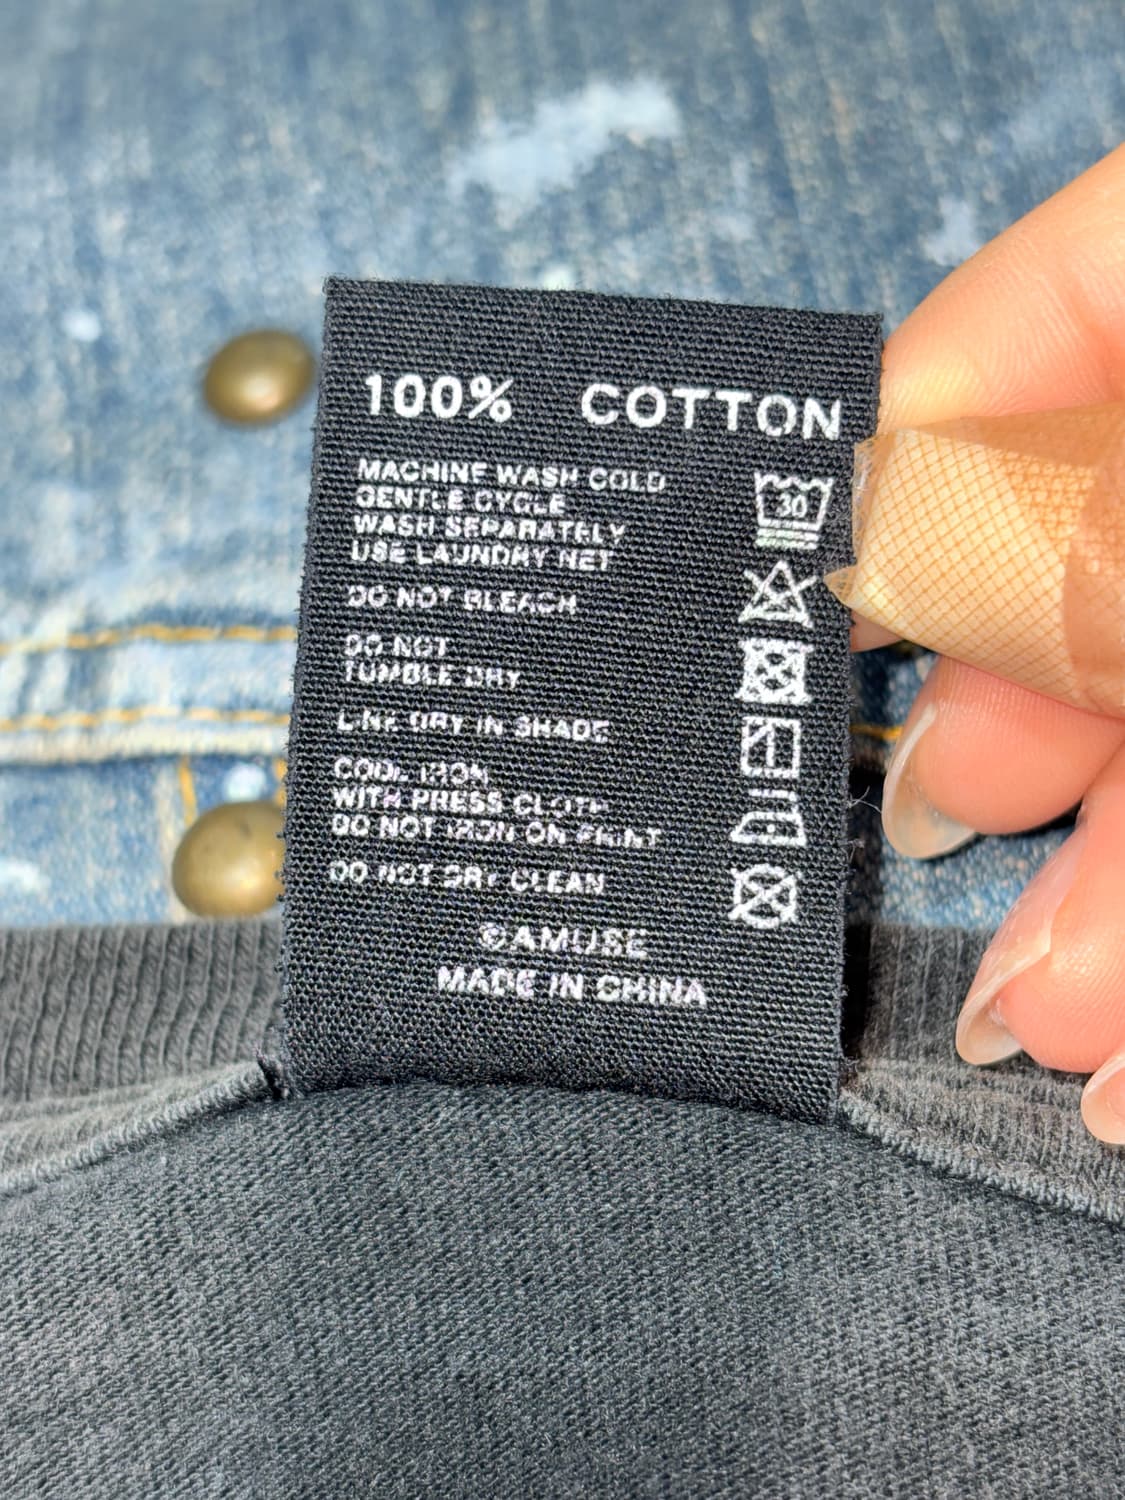 100% COTTON
MACHINE WASH COLD
GENTLE CYCLE
WASH SEPARATELY
USE LAUNDRY NET
30
DO NOT BLEACH
DO NOT
TUMBLE DRY
LINE DRY IN SHADE
COOL IRON
WITH PRESS CLOTH
DO NOT IRON ON PRINT
DO NOT DRY CLEAN
©AMUSE
MADE IN CHINA